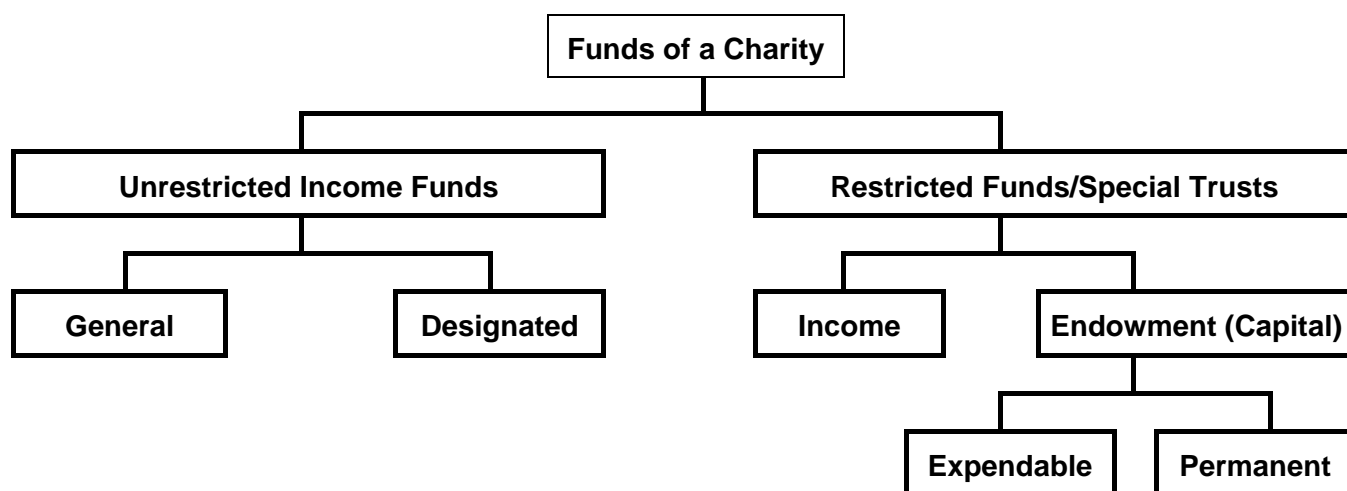 Funds of a Charity
Unrestricted Income Funds
Restricted Funds/Special Trusts
General
Designated
Income
Endowment (Capital)
Expendable
Permanent